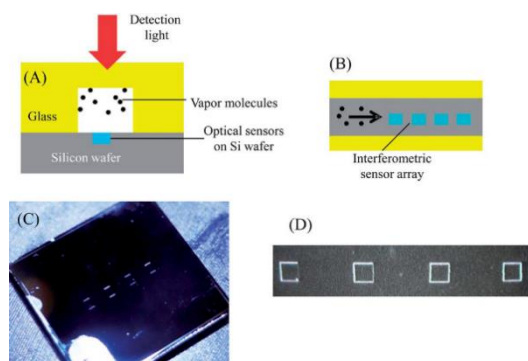 Detection
light
(A)
Vapor molecules
Glass
Optical sensors
on Si wafer
Silicon wafer
(B)
Interferometric
sensor array
(C)
(D)